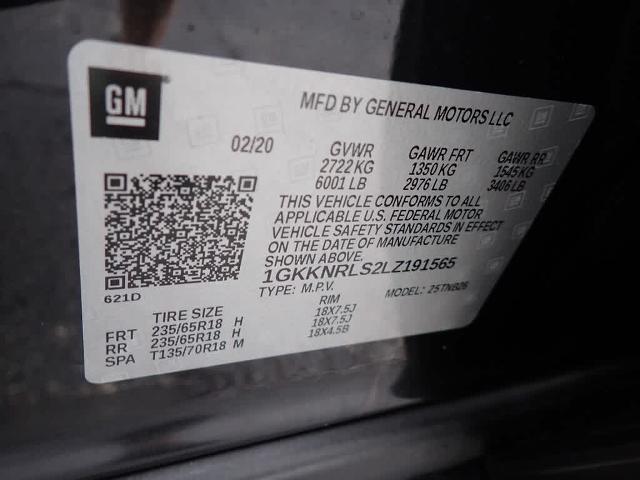 GM
MFD BY GENERAL MOTORS LLC
02/20 GVWR GAWR FRT GAWR RR
2722 KG 1350 KG 1545 KG
6001 LB 2976 LB 3406 LB
THIS VEHICLE CONFORMS TO ALL
APPLICABLE U.S. FEDERAL MOTOR
VEHICLE SAFETY STANDARDS IN EFFECT
ON THE DATE OF MANUFACTURE
SHOWN ABOVE.
1GKKNRLS2LZ191565
621D TYPE: M.P.V. MODEL: 25TNB26
TIRE SIZE RIM
FRT 235/65R18 H 18X7.5J
RR 235/65R18 H 18X7.5J
SPA T135/70R18 M 18X4.5B